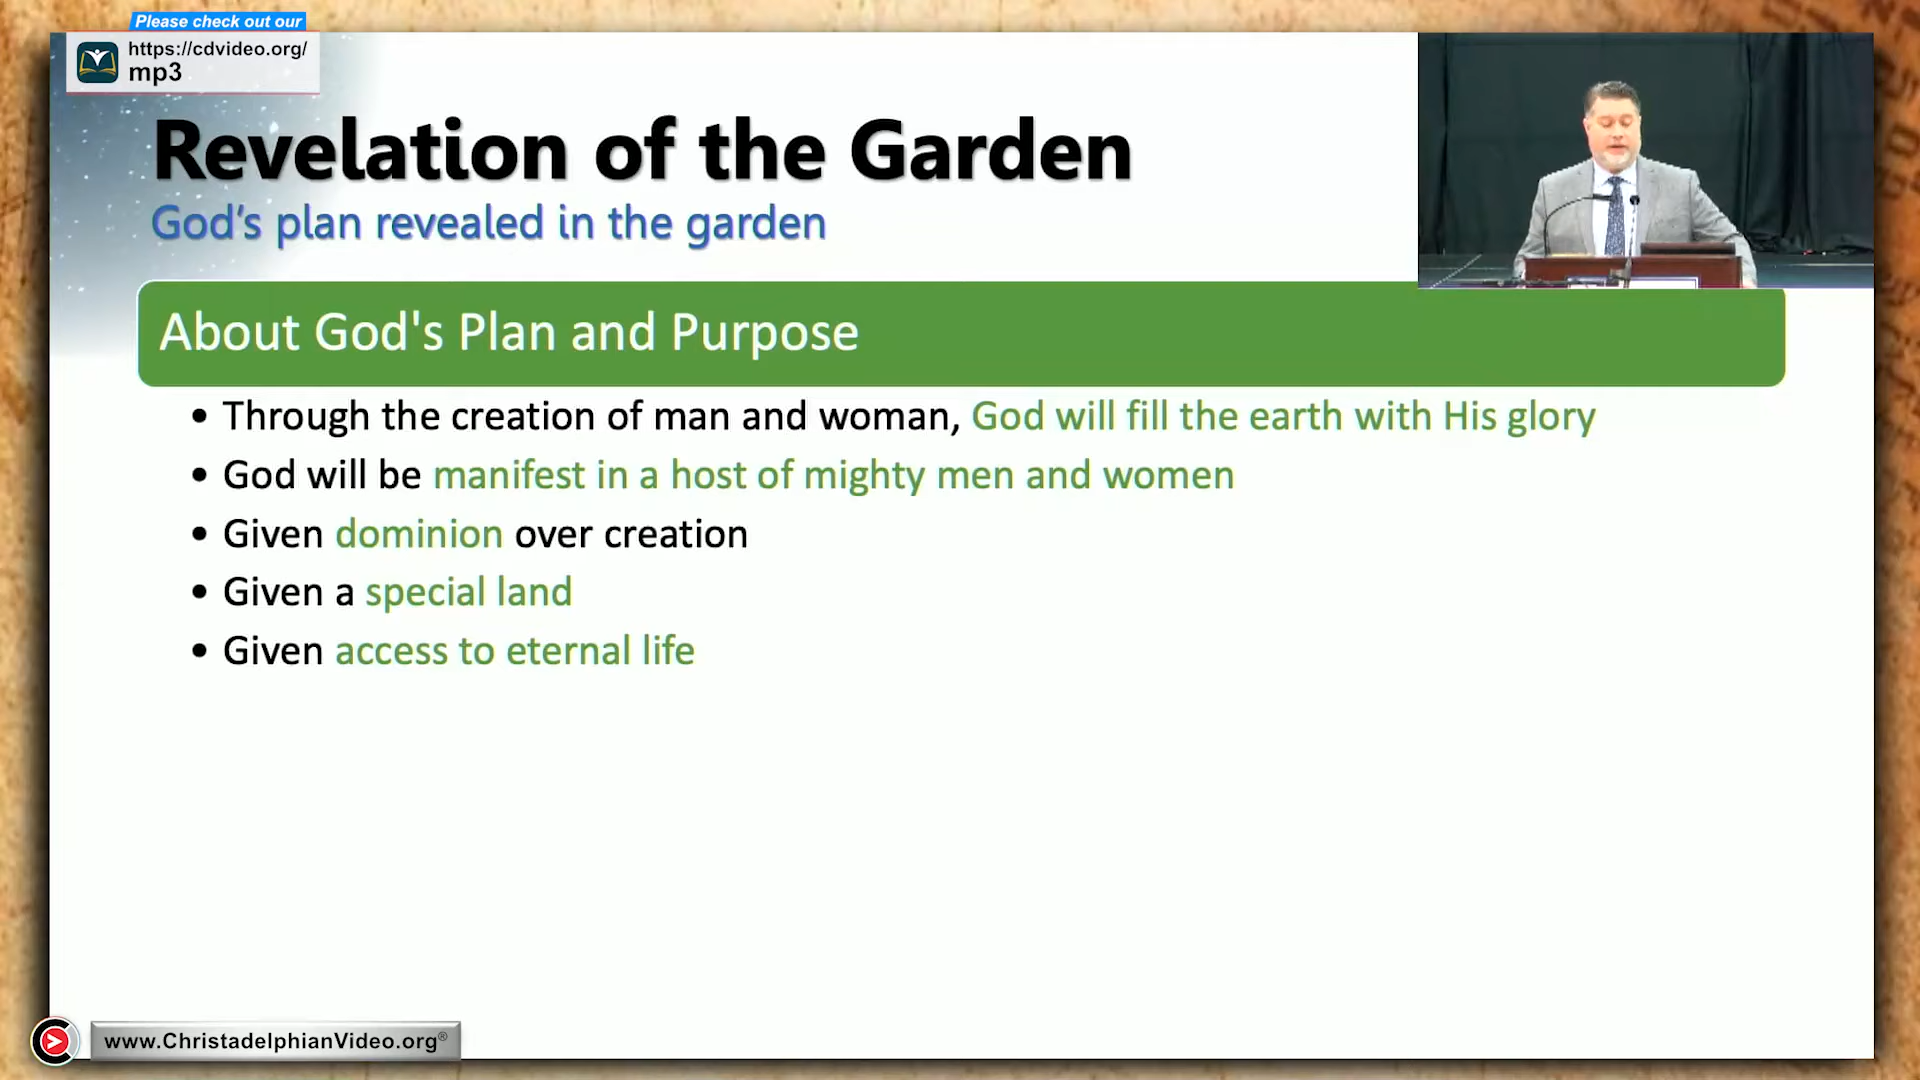 Please check out our
https://cdvideo.org/
mp3
Revelation of the Garden
God's plan revealed in the garden
About God's Plan and Purpose
• Through the creation of man and woman, God will fill the earth with His glory
• God will be manifest in a host of mighty men and women
• Given dominion over creation
• Given a special land
• Given access to eternal life
www.ChristadelphianVideo.org®